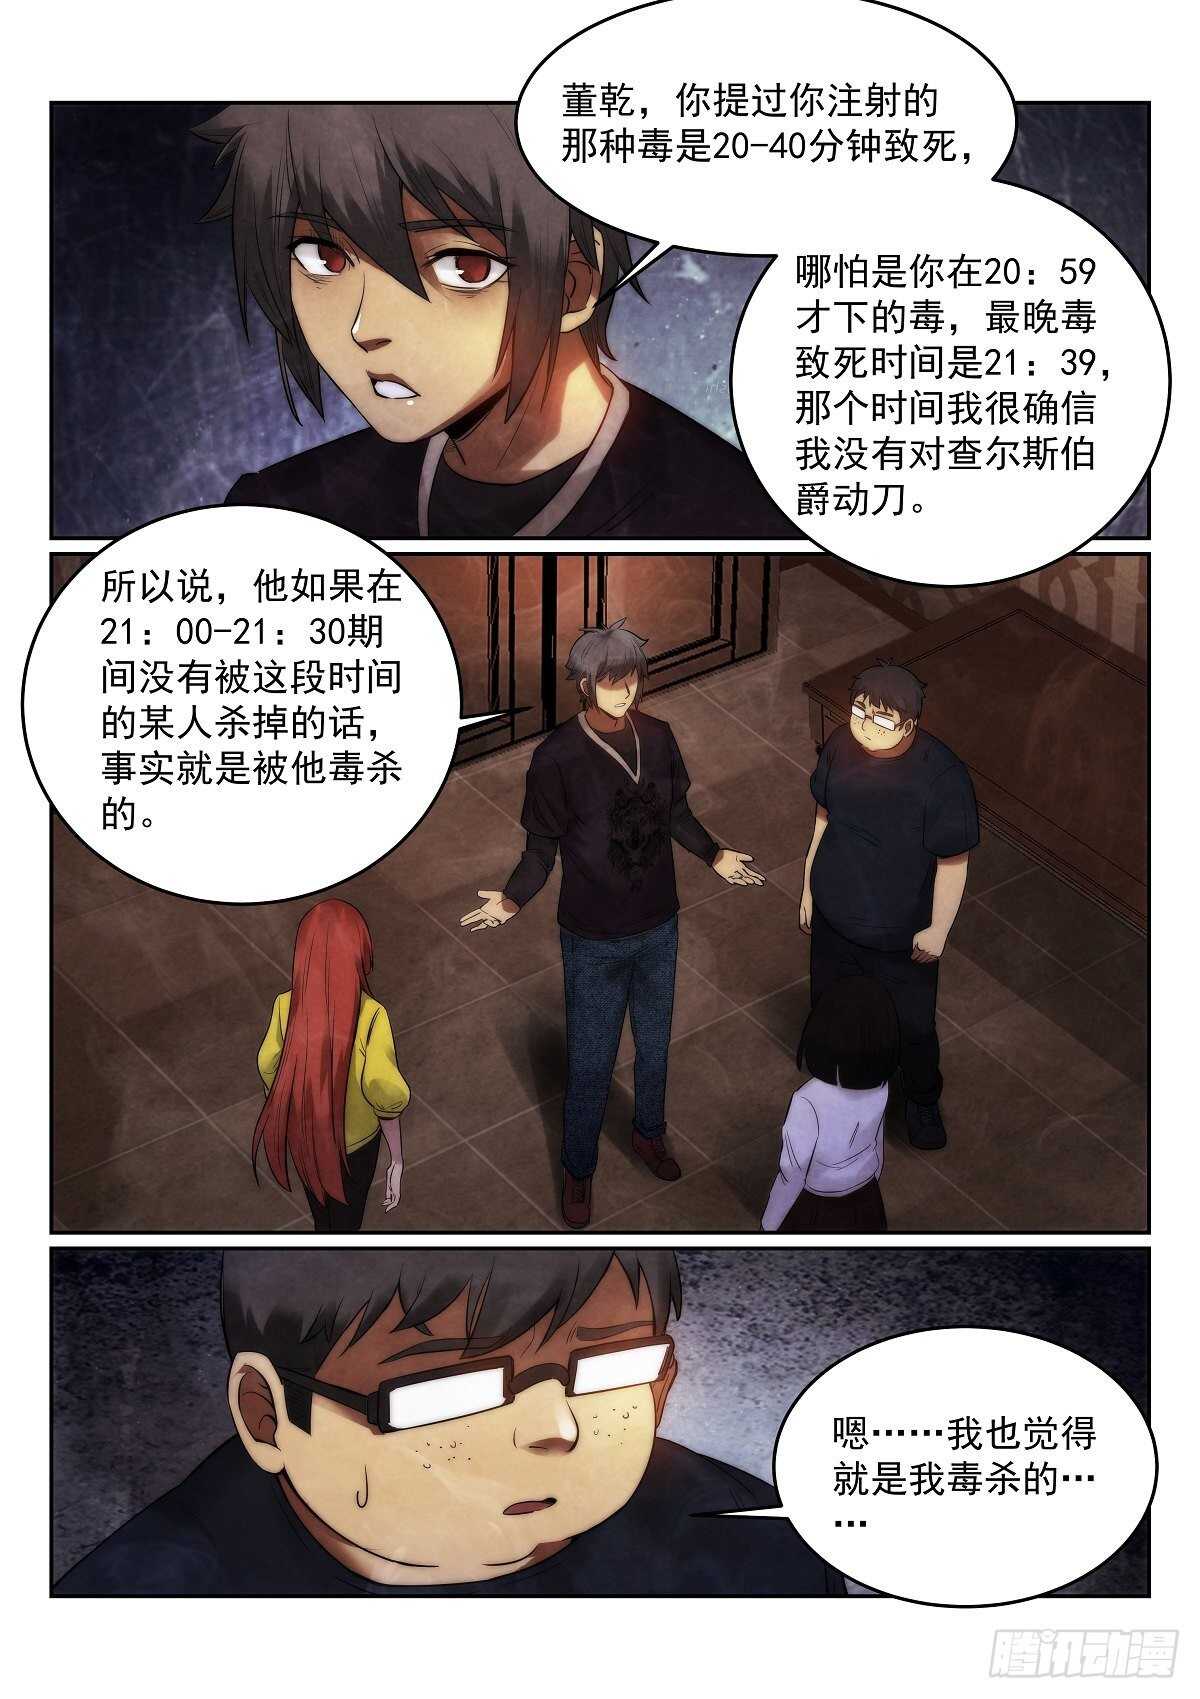 董乾，你提过你注射的
那种毒是20-40分钟致死，
哪怕是你在20：59
才下的毒，最晚毒
致死时间是21：39，
那个时间我很确信
我没有对查尔斯伯
爵动刀。
所以说，他如果在
21：00-21：30期
间没有被这段时间
的某人杀掉的话，
事实就是被他毒杀
的。
嗯……我也觉得
就是我毒杀的…
…
腾讯动漫